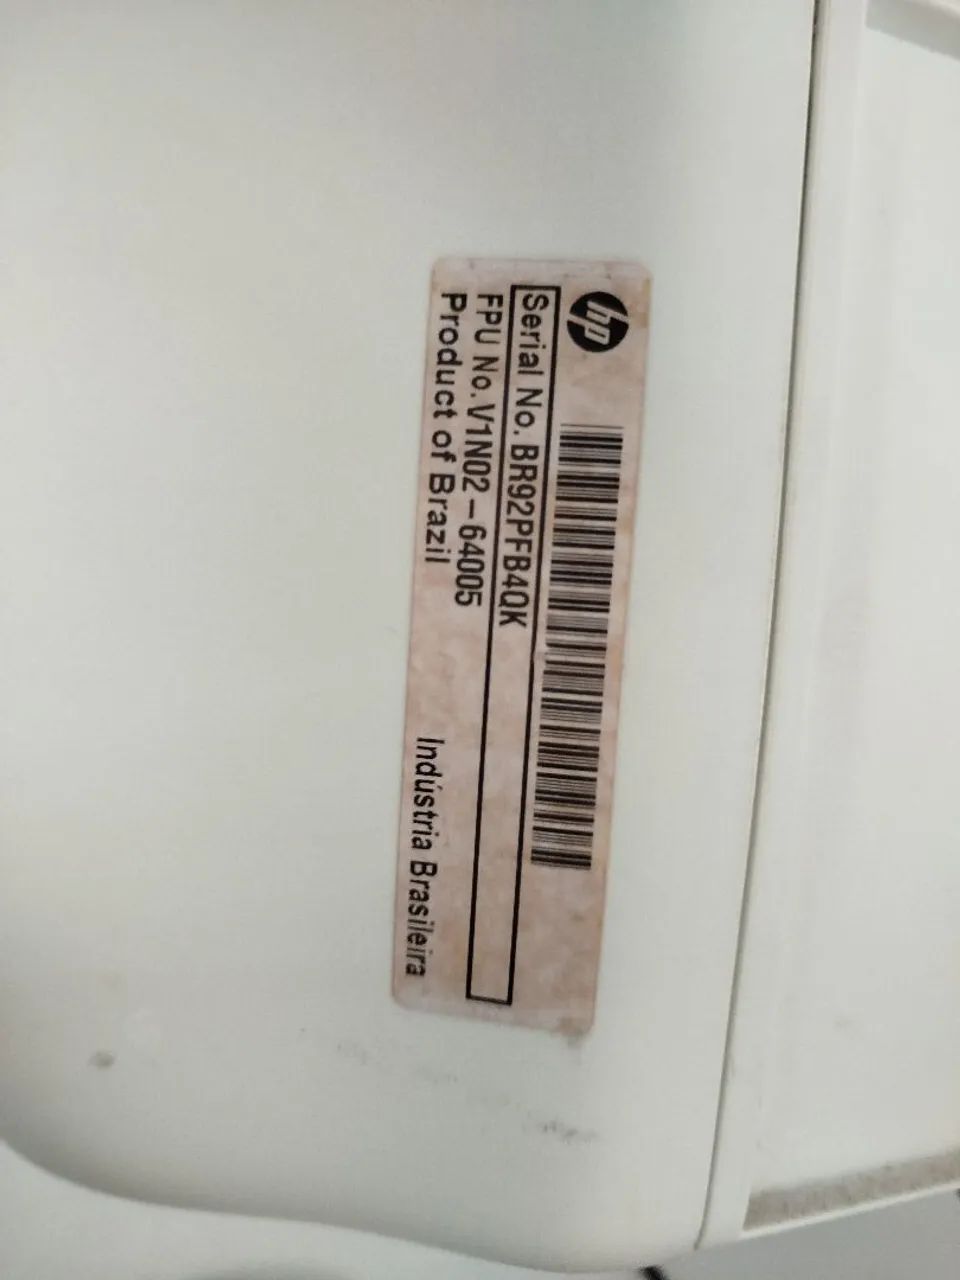 hp
Serial No. BR92PFB4QK
FPU No. V1N02-64005
Product of Brazil
Indústria Brasileira